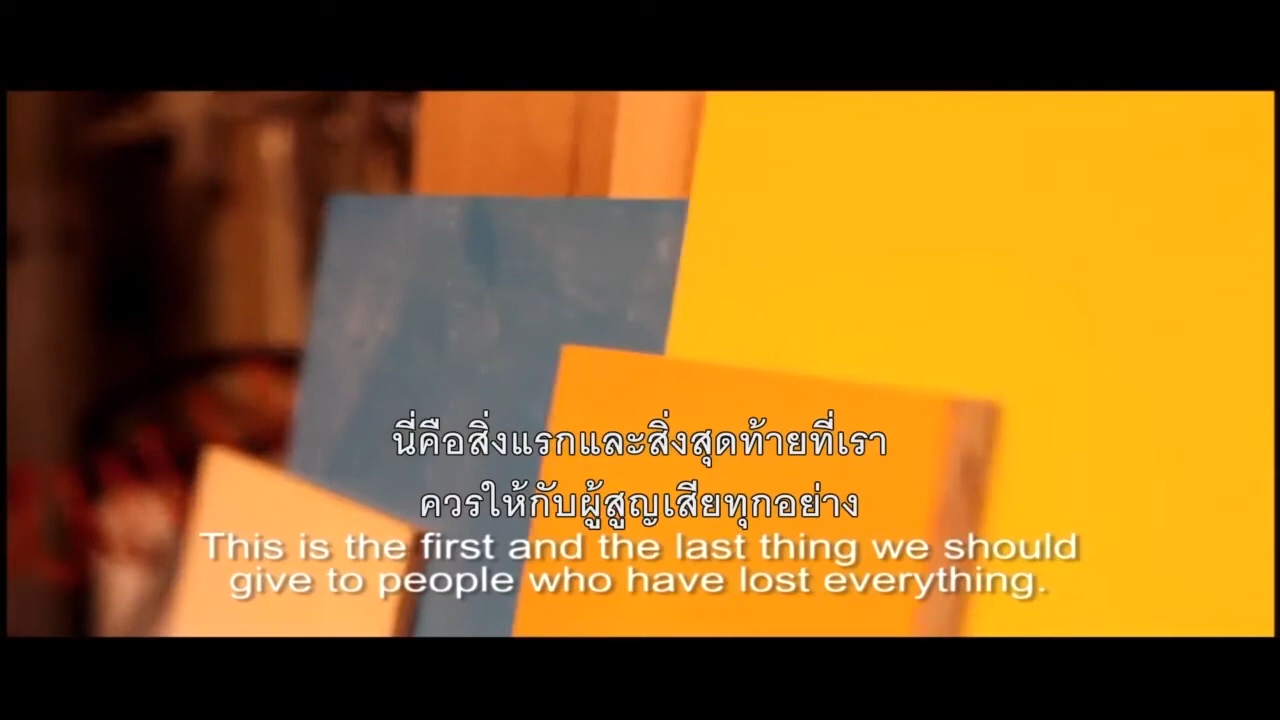 นี่คือสิ่งแรกและสิ่งสุดท้ายที่เรา
ควรให้กับผู้สูญเสียทุกอย่าง
This is the first and the last thing we should
give to people who have lost everything.